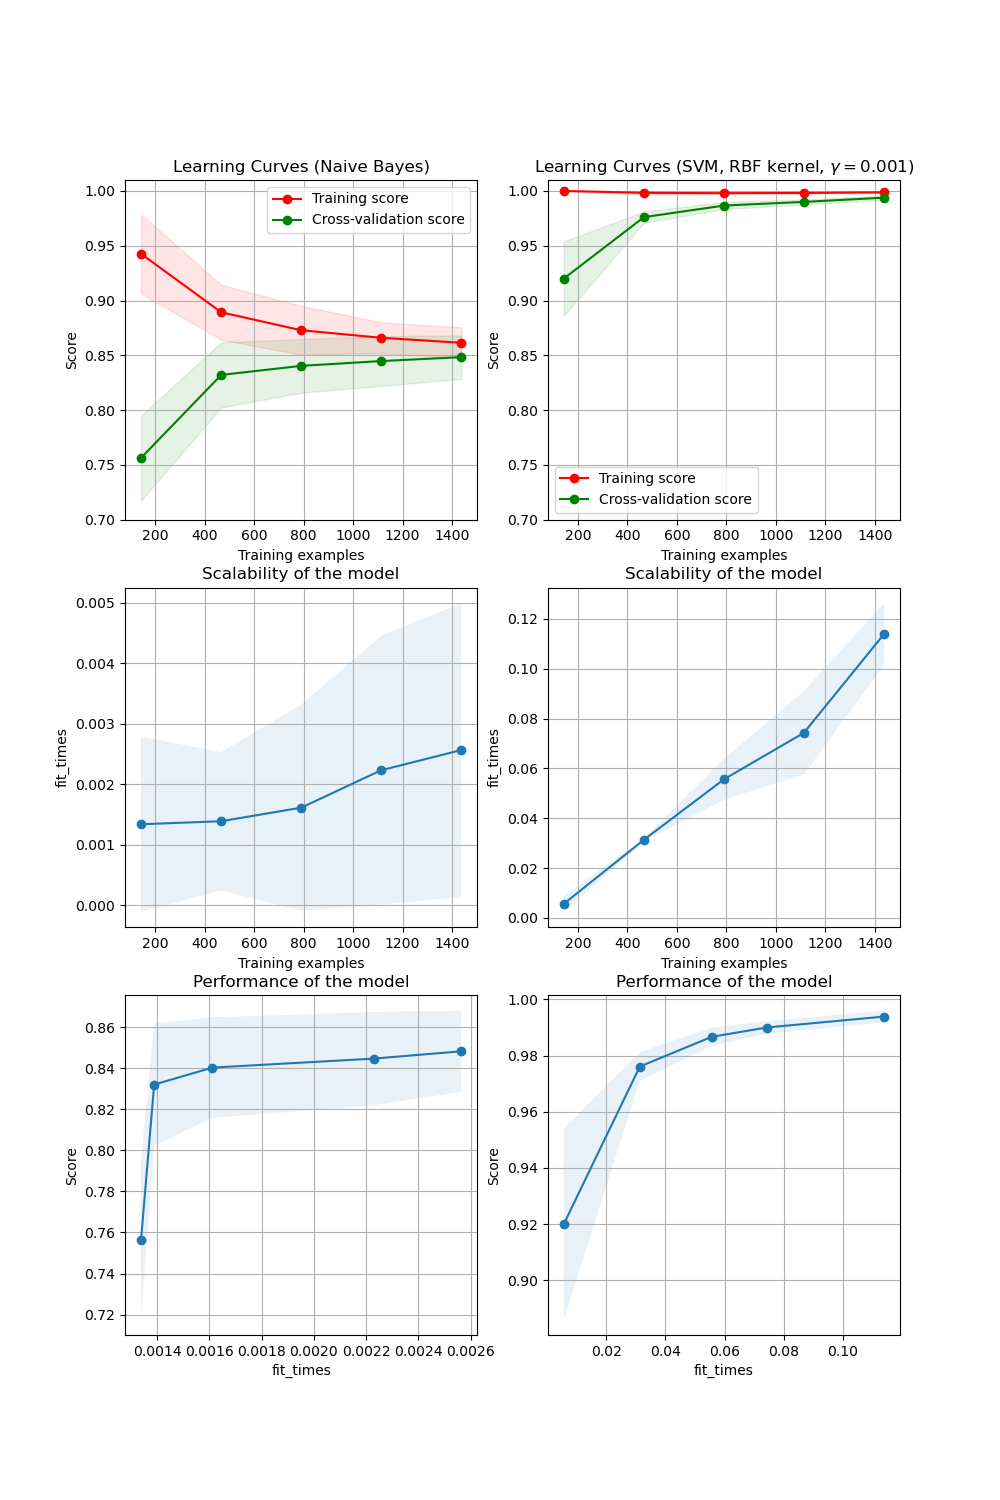 Learning Curves (Naive Bayes)
1.00
0.95
0.90
0.85
0.80
0.75
0.70
Score
Training score
Cross-validation score
200 400 600 800 1000 1200 1400
Training examples
Learning Curves (SVM, RBF kernel, γ = 0.001)
1.00
0.95
0.90
0.85
0.80
0.75
0.70
Score
Training score
Cross-validation score
200 400 600 800 1000 1200 1400
Training examples
Scalability of the model
0.005
0.004
0.003
0.002
0.001
0.000
fit_times
200 400 600 800 1000 1200 1400
Training examples
Scalability of the model
0.12
0.10
0.08
0.06
0.04
0.02
0.00
fit_times
200 400 600 800 1000 1200 1400
Training examples
Performance of the model
0.86
0.84
0.82
0.80
0.78
0.76
0.74
0.72
Score
0.0014 0.0016 0.0018 0.0020 0.0022 0.0024 0.0026
fit_times
Performance of the model
1.00
0.98
0.96
0.94
0.92
0.90
Score
0.02 0.04 0.06 0.08 0.10
fit_times